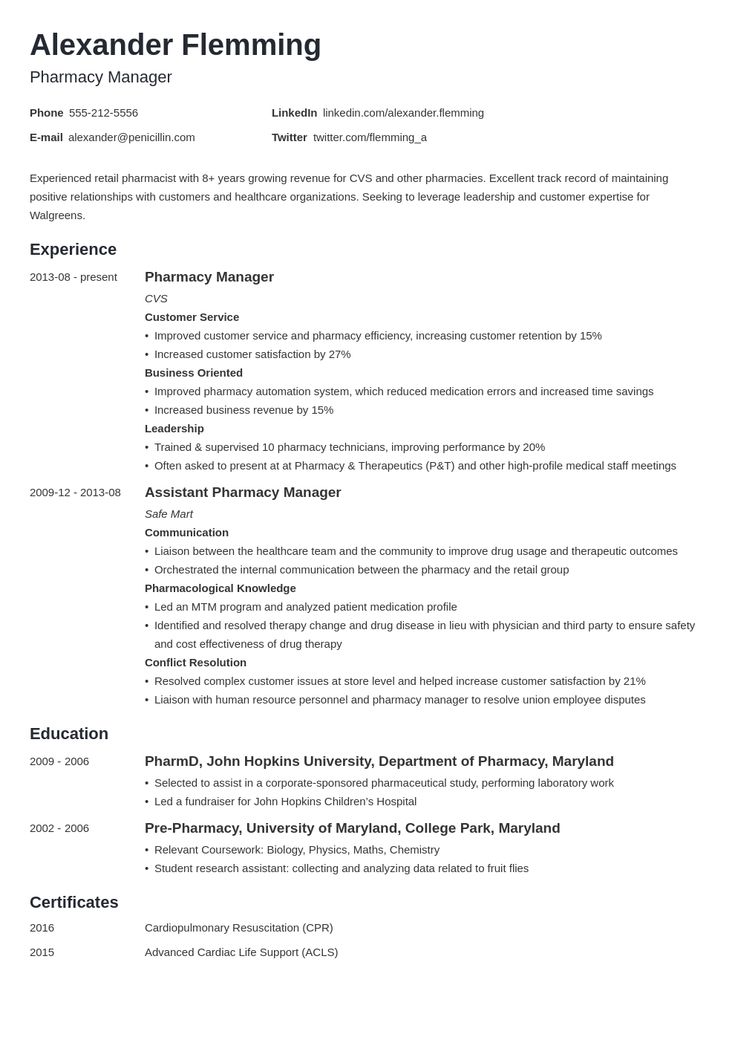 Alexander Flemming
Pharmacy Manager
Phone 555-212-5556
LinkedIn linkedin.com/alexander.flemming
E-mail alexander@penicillin.com
Twitter twitter.com/flemming_a
Experienced retail pharmacist with 8+ years growing revenue for CVS and other pharmacies. Excellent track record of maintaining
positive relationships with customers and healthcare organizations. Seeking to leverage leadership and customer expertise for
Walgreens.
Experience
2013-08 - present
Pharmacy Manager
CVS
Customer Service
• Improved customer service and pharmacy efficiency, increasing customer retention by 15%
• Increased customer satisfaction by 27%
Business Oriented
• Improved pharmacy automation system, which reduced medication errors and increased time savings
• Increased business revenue by 15%
Leadership
• Trained & supervised 10 pharmacy technicians, improving performance by 20%
• Often asked to present at at Pharmacy & Therapeutics (P&T) and other high-profile medical staff meetings
2009-12 - 2013-08
Assistant Pharmacy Manager
Safe Mart
Communication
• Liaison between the healthcare team and the community to improve drug usage and therapeutic outcomes
• Orchestrated the internal communication between the pharmacy and the retail group
Pharmacological Knowledge
• Led an MTM program and analyzed patient medication profile
• Identified and resolved therapy change and drug disease in lieu with physician and third party to ensure safety
and cost effectiveness of drug therapy
Conflict Resolution
• Resolved complex customer issues at store level and helped increase customer satisfaction by 21%
• Liaison with human resource personnel and pharmacy manager to resolve union employee disputes
Education
2009 - 2006
PharmD, John Hopkins University, Department of Pharmacy, Maryland
• Selected to assist in a corporate-sponsored pharmaceutical study, performing laboratory work
• Led a fundraiser for John Hopkins Children's Hospital
2002 - 2006
Pre-Pharmacy, University of Maryland, College Park, Maryland
• Relevant Coursework: Biology, Physics, Maths, Chemistry
• Student research assistant: collecting and analyzing data related to fruit flies
Certificates
2016
Cardiopulmonary Resuscitation (CPR)
2015
Advanced Cardiac Life Support (ACLS)